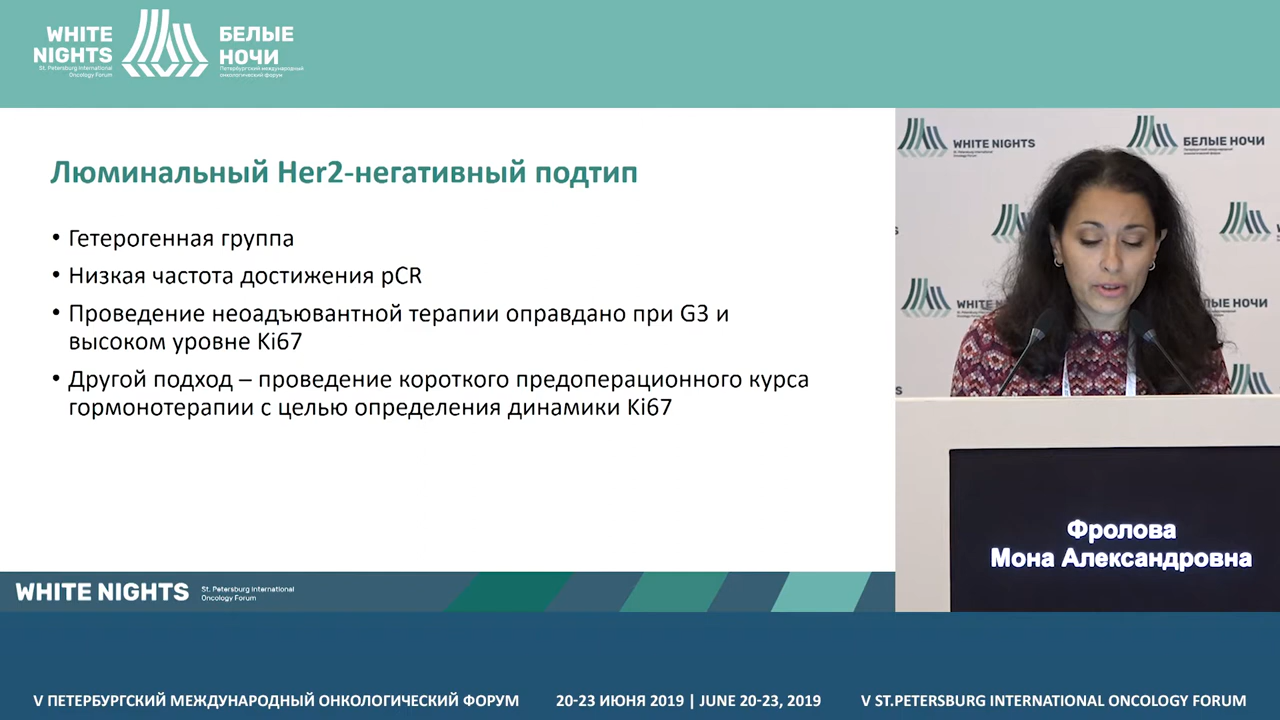 WHITE
NIGHTS
St. Petersburg International
Oncology Forum
БЕЛЫЕ
НОЧИ
Петербургский международный
онкологический форум
Люминальный Her2-негативный подтип
• Гетерогенная группа
• Низкая частота достижения pCR
• Проведение неоадъювантной терапии оправдано при G3 и
высоком уровне Ki67
• Другой подход – проведение короткого предоперационного курса
гормонотерапии с целью определения динамики Ki67
WHITE NIGHTS
St. Petersburg International
Oncology Forum
WHITE NIGHTS
БЕЛЫЕ НОЧИ
Фролова
Мона Александровна
V ПЕТЕРБУРГСКИЙ МЕЖДУНАРОДНЫЙ ОНКОЛОГИЧЕСКИЙ ФОРУМ
20-23 ИЮНЯ 2019 | JUNE 20-23, 2019
V ST.PETERSBURG INTERNATIONAL ONCOLOGY FORUM